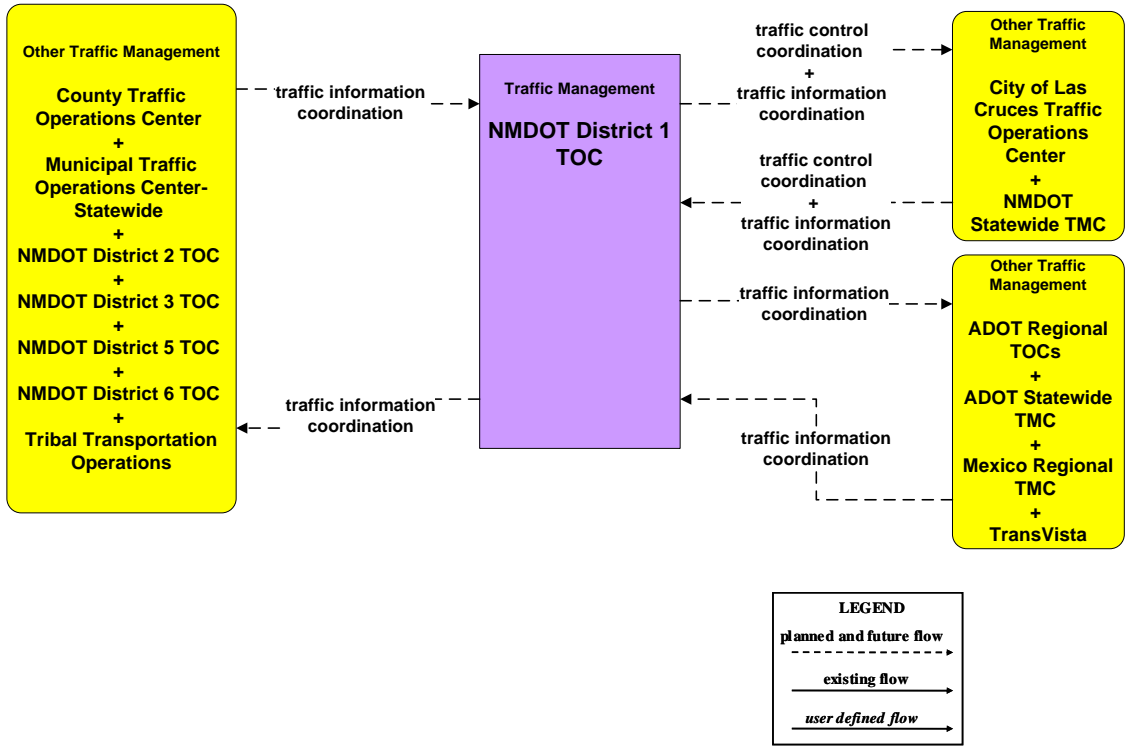 Other Traffic Management
County Traffic
Operations Center
+
Municipal Traffic
Operations Center-
Statewide
+
NMDOT District 2 TOC
+
NMDOT District 3 TOC
+
NMDOT District 5 TOC
+
NMDOT District 6 TOC
+
Tribal Transportation
Operations
traffic information
coordination
traffic information
coordination
Traffic Management
NMDOT District 1
TOC
traffic control
coordination
+
traffic information
coordination
traffic control
coordination
+
traffic information
coordination
traffic information
coordination
traffic information
coordination
Other Traffic
Management
City of Las
Cruces Traffic
Operations
Center
+
NMDOT
Statewide TMC
Other Traffic
Management
ADOT Regional
TOCs
+
ADOT Statewide
TMC
+
Mexico Regional
TMC
+
TransVista
LEGEND
planned and future flow
existing flow
user defined flow